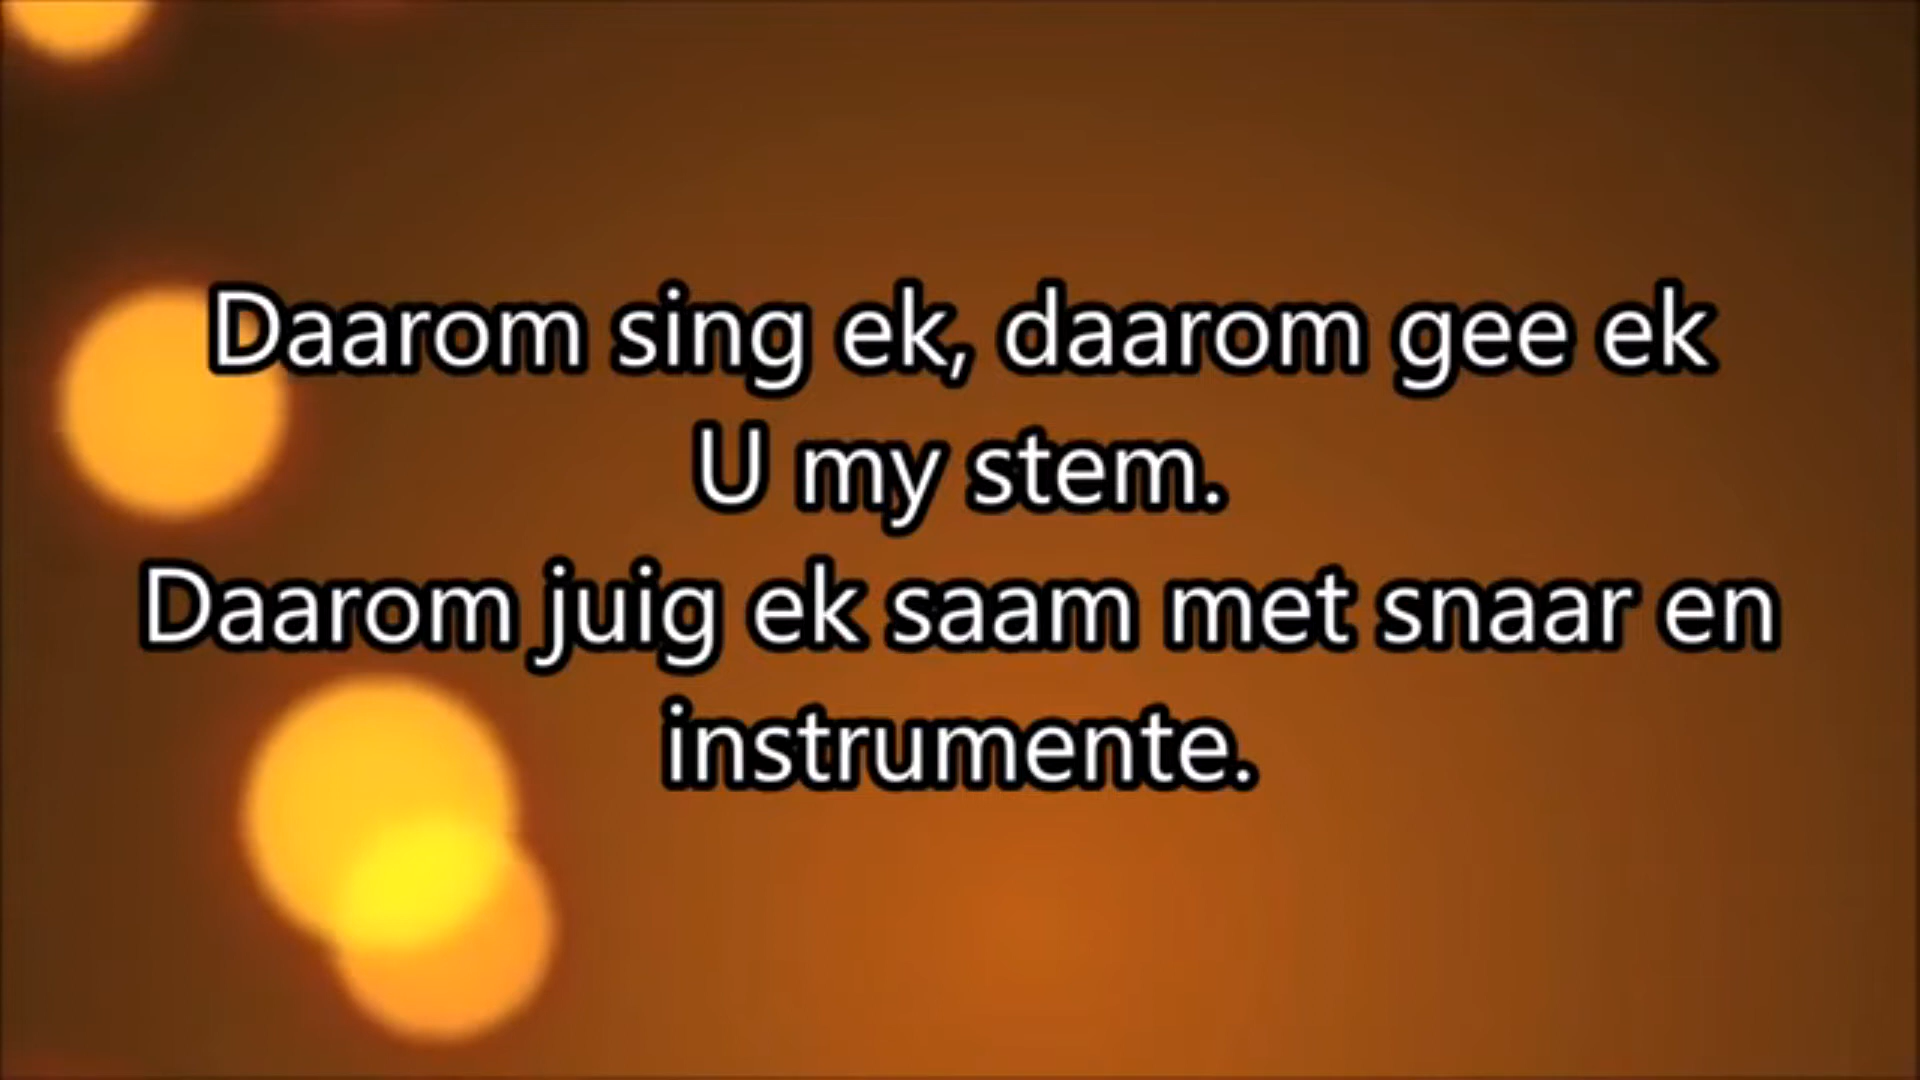 Daarom sing ek, daarom gee ek
U my stem.
Daarom juig ek saam met snaar en
instrumente.